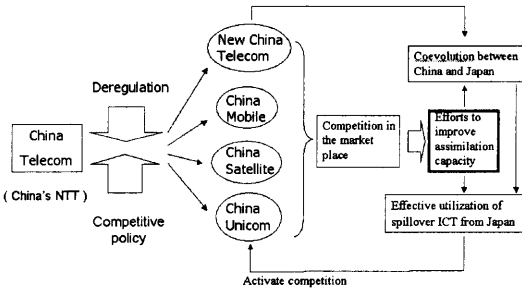 New China
Telecom
Coevolution between
China and Japan
Deregulation
China
Mobile
China
Telecom
Competition in
the market
place
Efforts to
improve
assimilation
capacity
China
Satellite
( China's NTT )
Competitive
policy
China
Unicom
Effective utilization of
spillover ICT from Japan
Activate competition